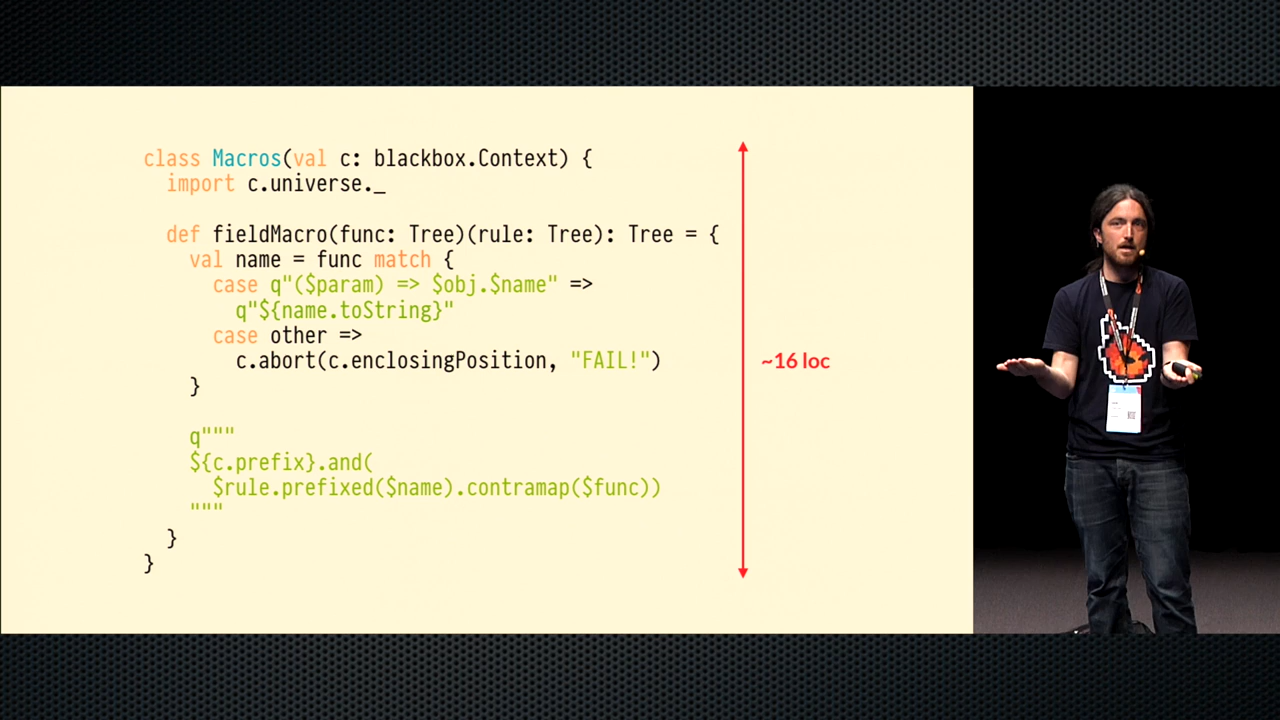 class Macros(val c: blackbox.Context) {
import c.universe._
def fieldMacro(func: Tree)(rule: Tree): Tree = {
val name = func match {
case q"($param) => $obj.$name" =>
q"${name.toString}"
case other =>
c.abort(c.enclosingPosition, "FAIL!")
}
q"""
${c.prefix}.and(
$rule.prefixed($name).contramap($func))
"""
}
}
~16 loc